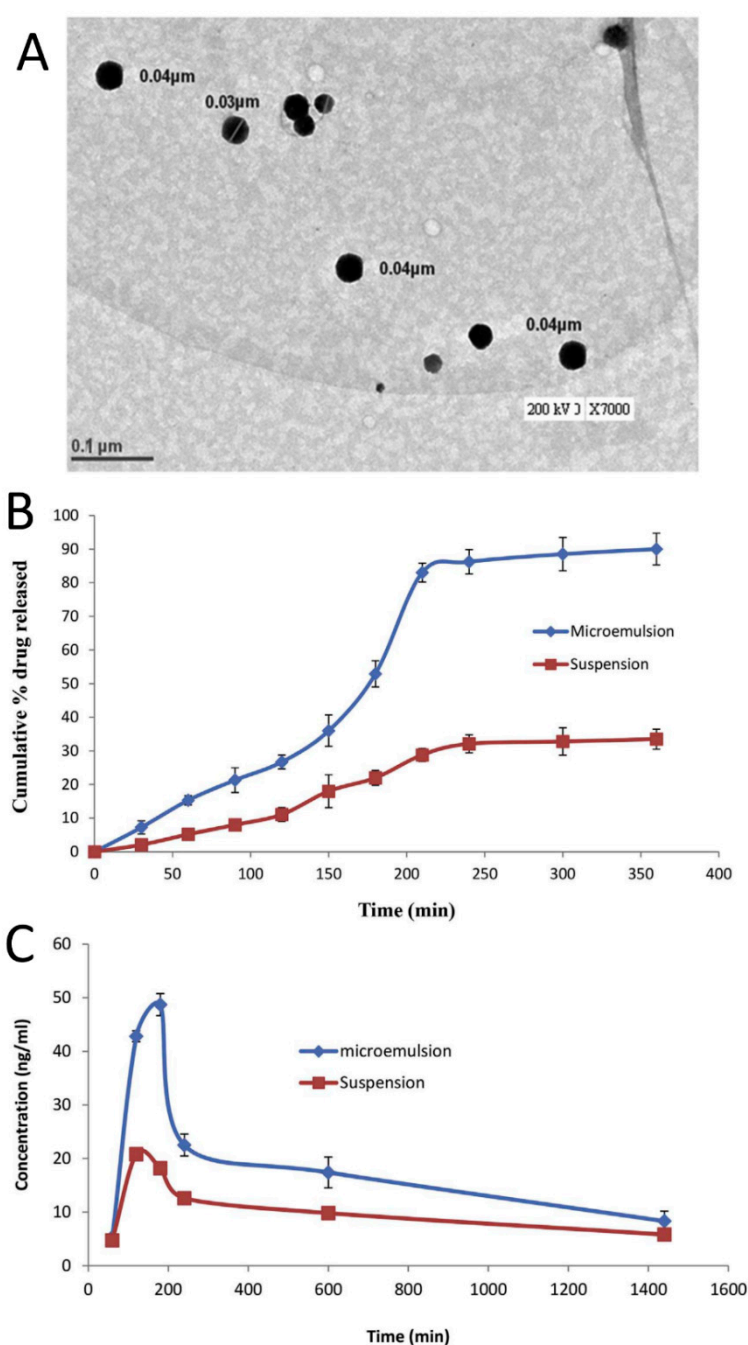 A
0.04µm
0.03µm
0.04µm
0.04µm
200 kV X7000
0.1 µm
B
Cumulative % drug released
100
90
80
70
60
50
40
30
20
10
0
Microemulsion
Suspension
0 50 100 150 200 250 300 350 400
Time (min)
C
Concentration (ng/ml)
60
50
40
30
20
10
0
microemulsion
Suspension
0 200 400 600 800 1000 1200 1400 1600
Time (min)